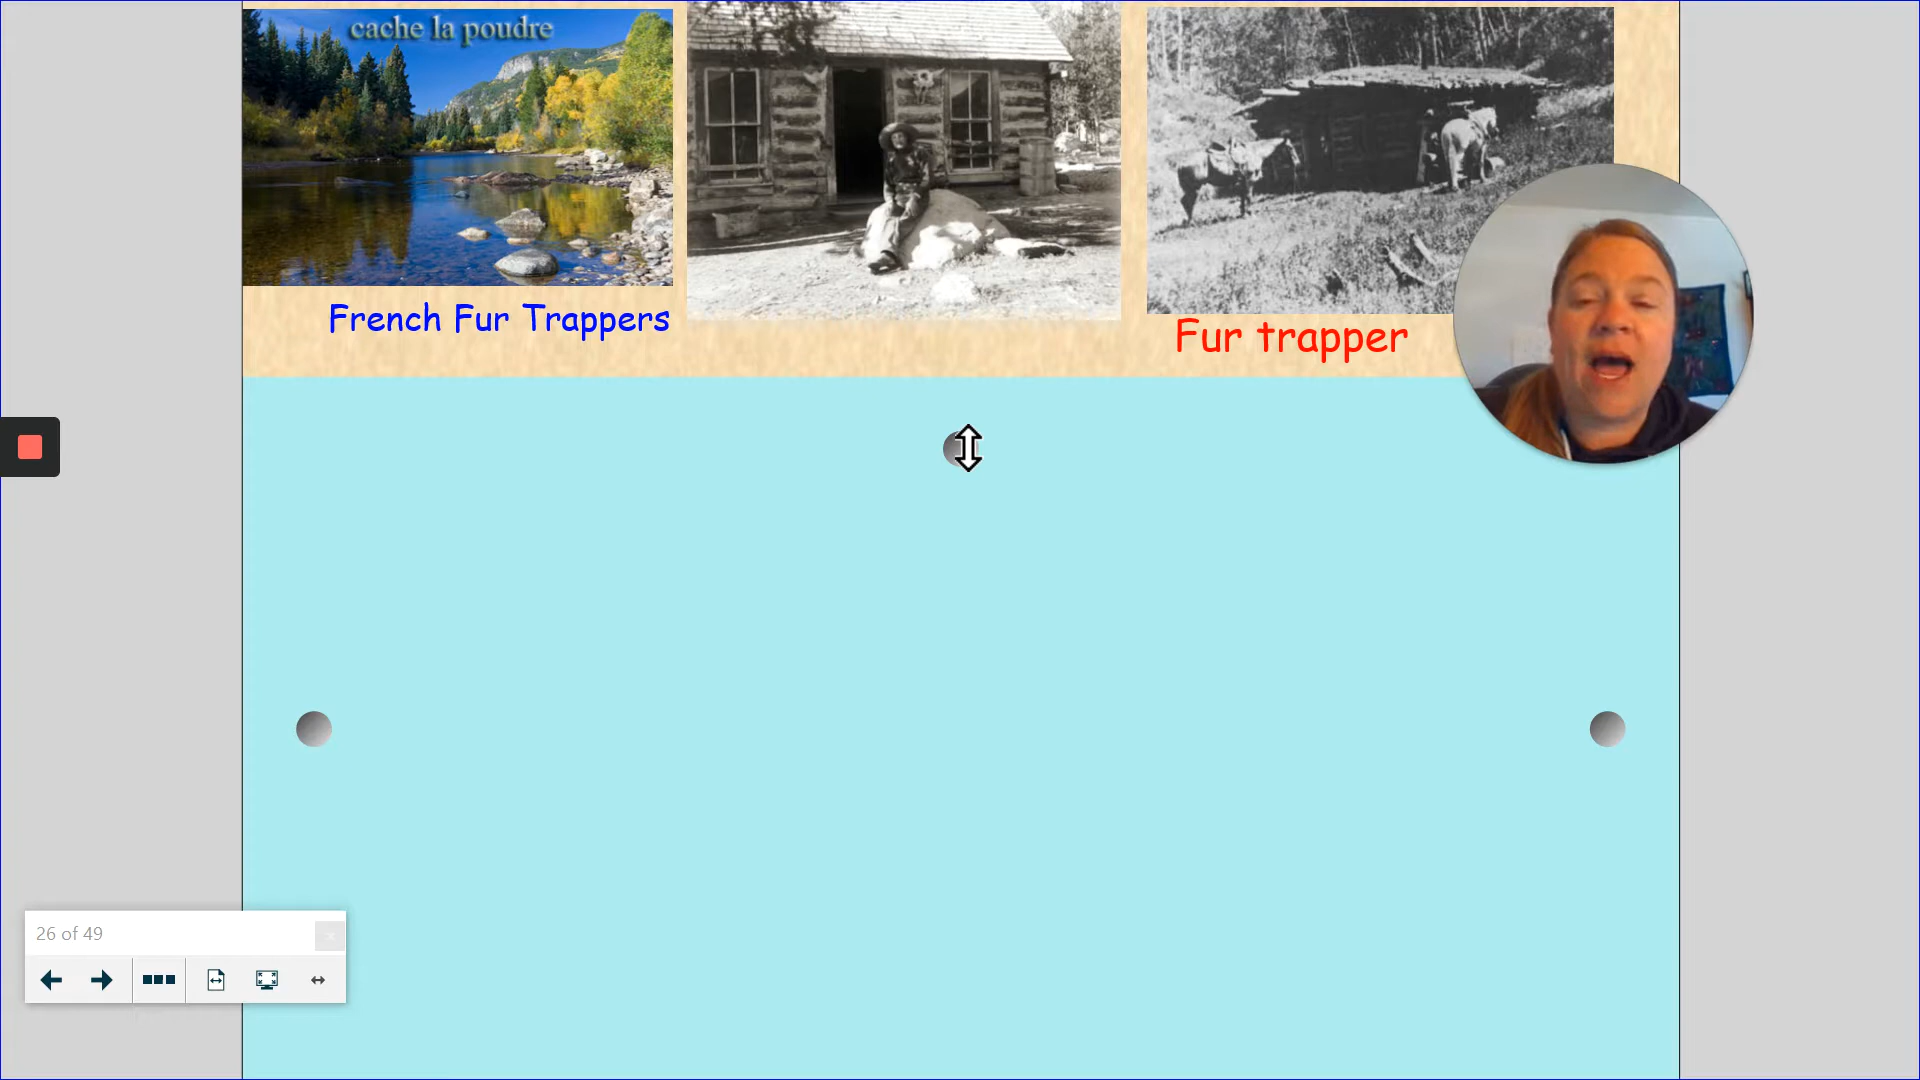 cache la poudre
French Fur Trappers
Fur trapper
26 of 49